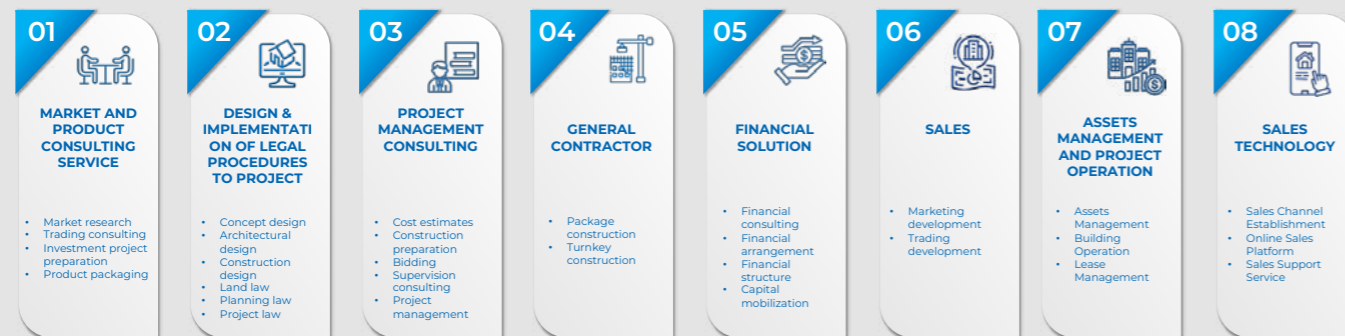 01
MARKET AND
PRODUCT
CONSULTING
SERVICE
• Market research
• Trading consulting
• Investment project
preparation
• Product packaging
02
DESIGN &
IMPLEMENTATI
ON OF LEGAL
PROCEDURES
TO PROJECT
• Concept design
• Architectural
design
• Construction
design
• Land law
• Planning law
• Project law
03
PROJECT
MANAGEMENT
CONSULTING
• Cost estimates
• Construction
preparation
• Bidding
• Supervision
consulting
• Project
management
04
GENERAL
CONTRACTOR
• Package
construction
• Turnkey
construction
05
FINANCIAL
SOLUTION
• Financial
consulting
• Financial
arrangement
• Financial
structure
• Capital
mobilization
06
SALES
• Marketing
development
• Trading
development
07
ASSETS
MANAGEMENT
AND PROJECT
OPERATION
• Assets
Management
• Building
Operation
• Lease
Management
08
SALES
TECHNOLOGY
• Sales Channel
Establishment
• Online Sales
Platform
• Sales Support
Service